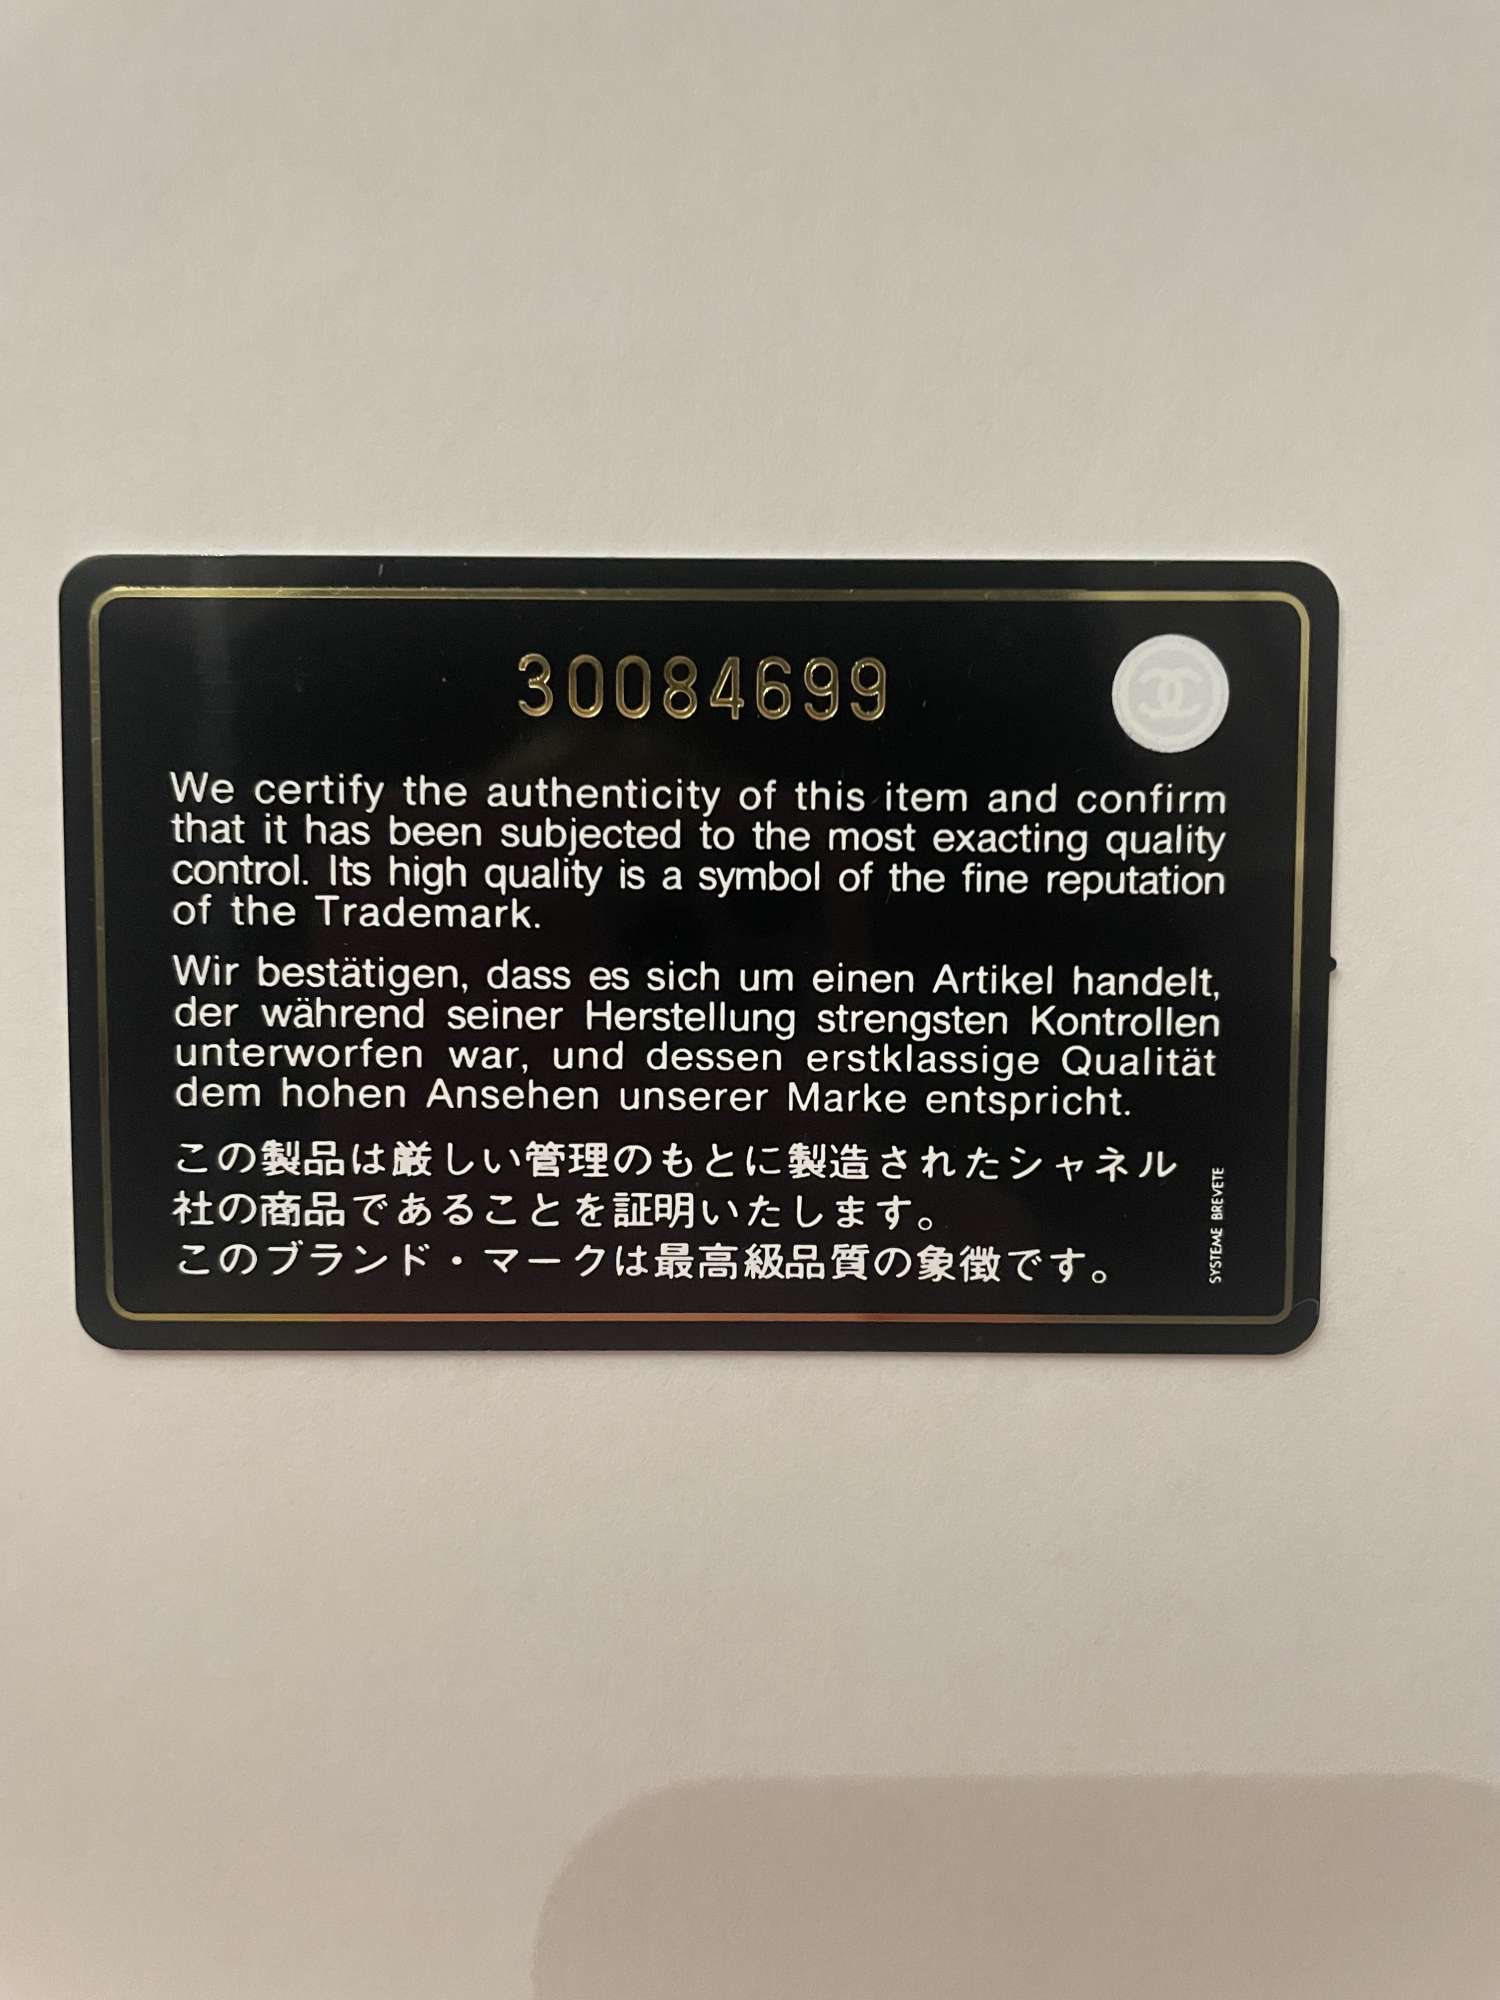 30084699
We certify the authenticity of this item and confirm
that it has been subjected to the most exacting quality
control. Its high quality is a symbol of the fine reputation
of the Trademark.
Wir bestätigen, dass es sich um einen Artikel handelt,
der während seiner Herstellung strengsten Kontrollen
unterworfen war, und dessen erstklassige Qualität
dem hohen Ansehen unserer Marke entspricht.
この製品は厳しい管理のもとに製造されたシャネル
社の商品であることを証明いたします。
このブランド・マークは最高級品質の象徴です。
SYSTEME BREVETE